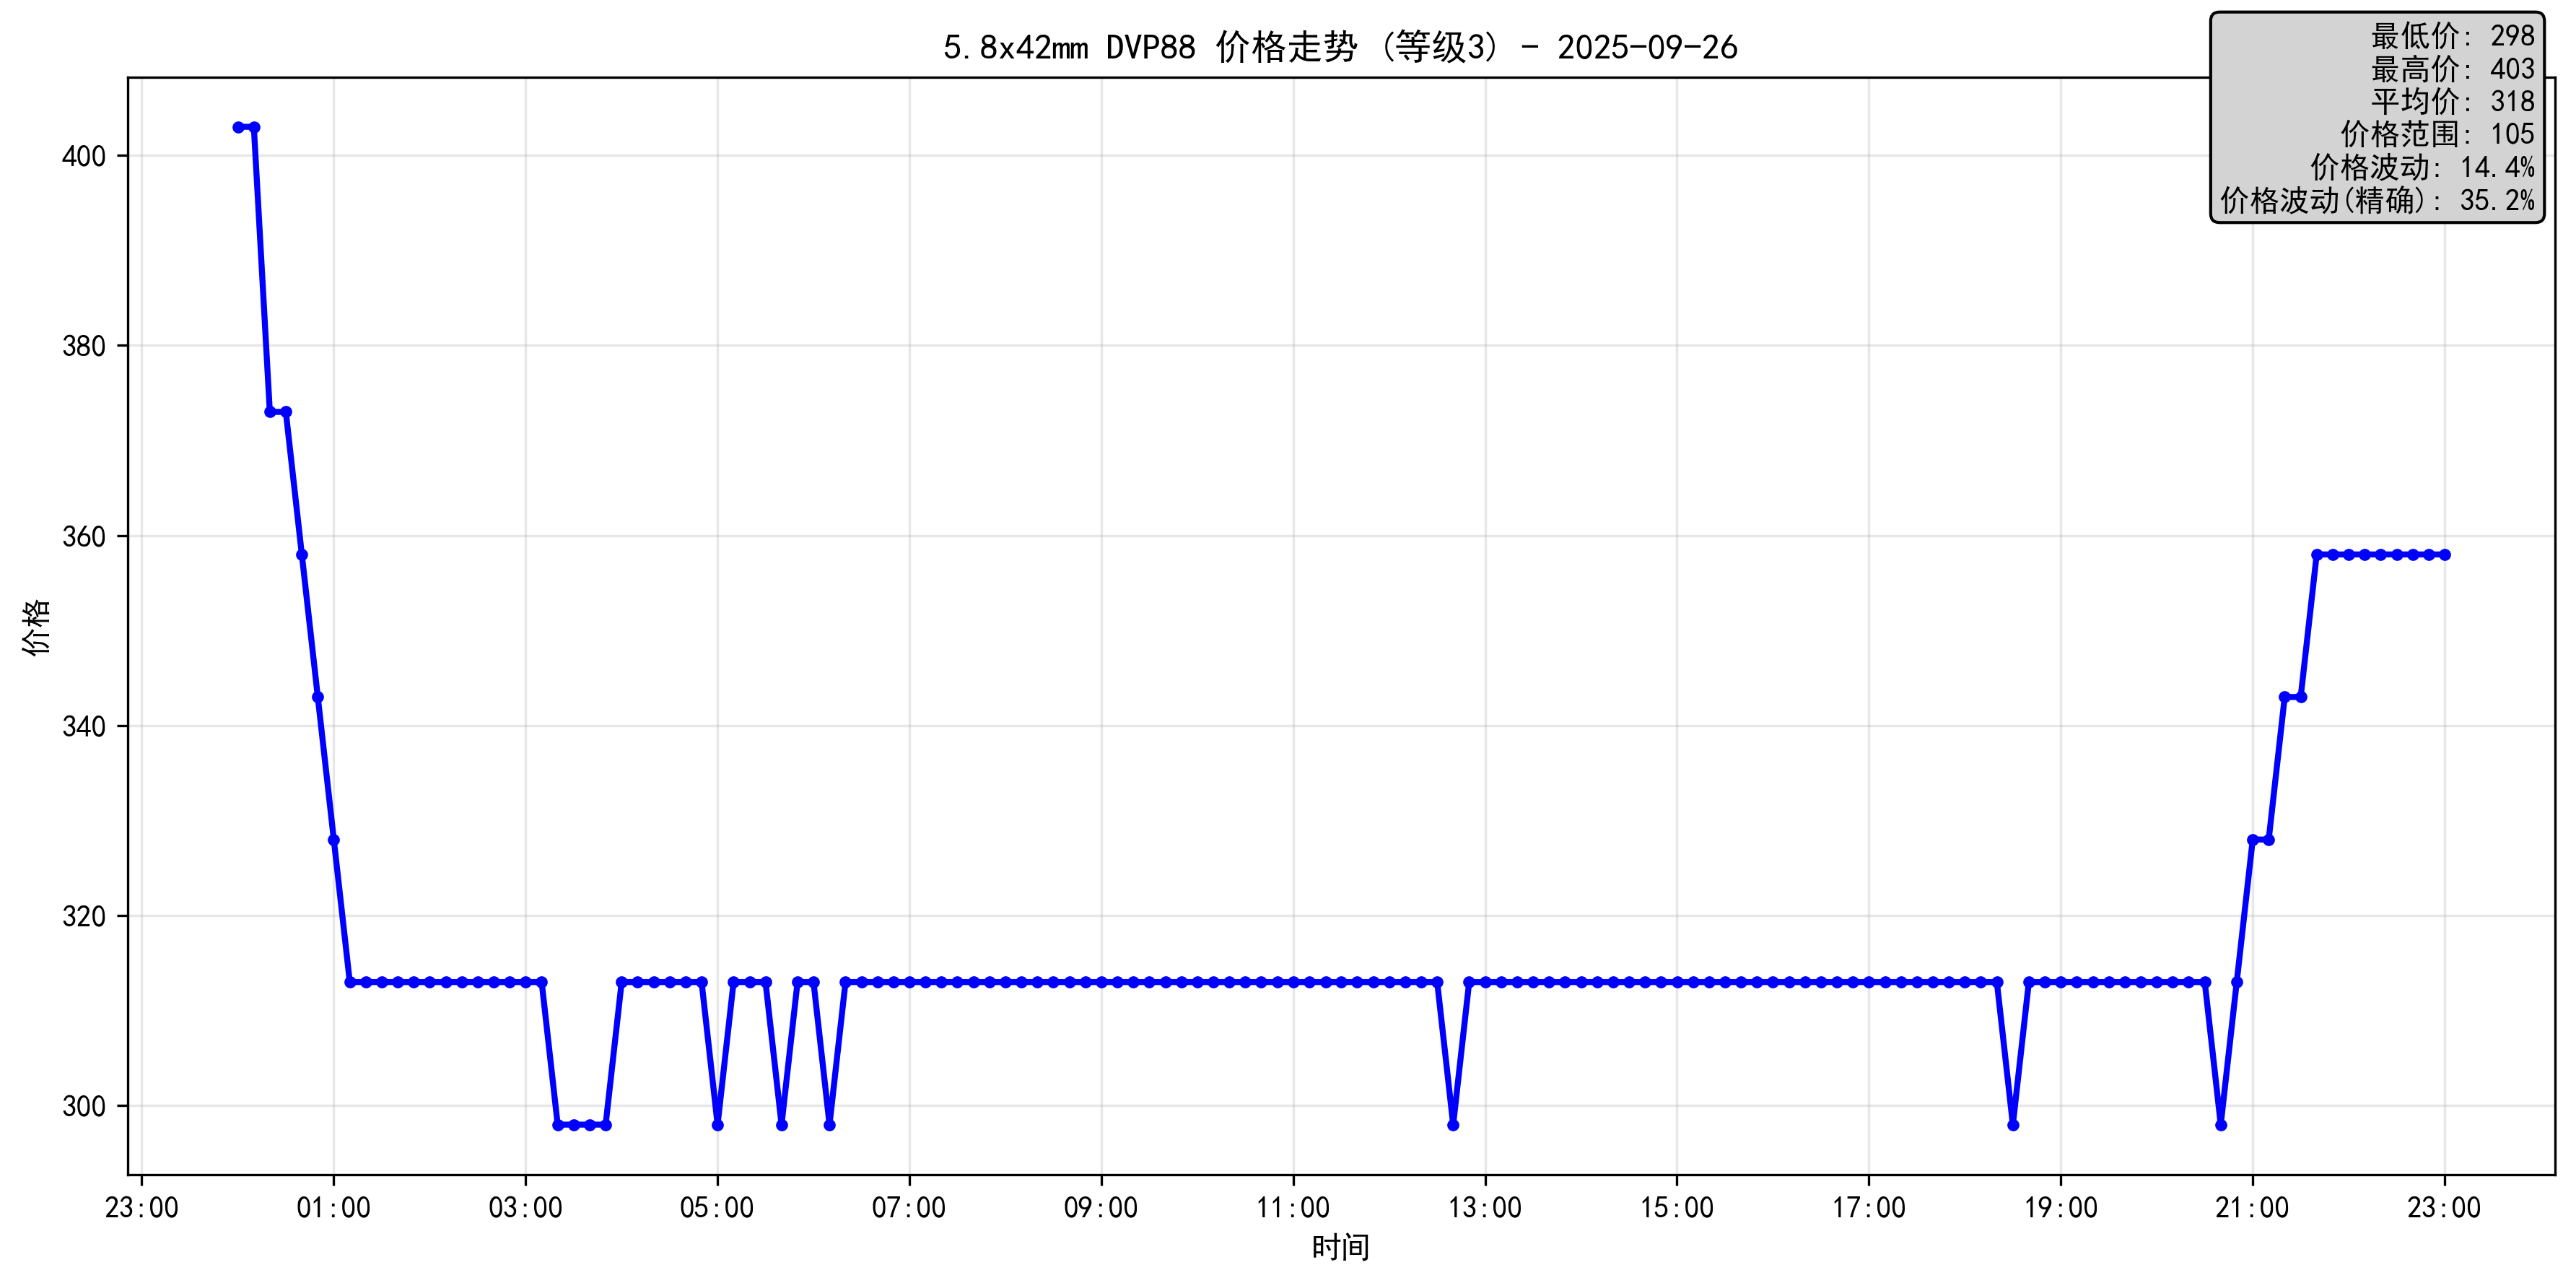 5.8x42mm DVP88 价格走势 (等级3) - 2025-09-26
最低价: 298
最高价: 403
平均价: 318
价格范围: 105
价格波动: 14.4%
价格波动(精确): 35.2%
价格
400
380
360
340
320
300
23:00 01:00 03:00 05:00 07:00 09:00 11:00 13:00 15:00 17:00 19:00 21:00 23:00
时间